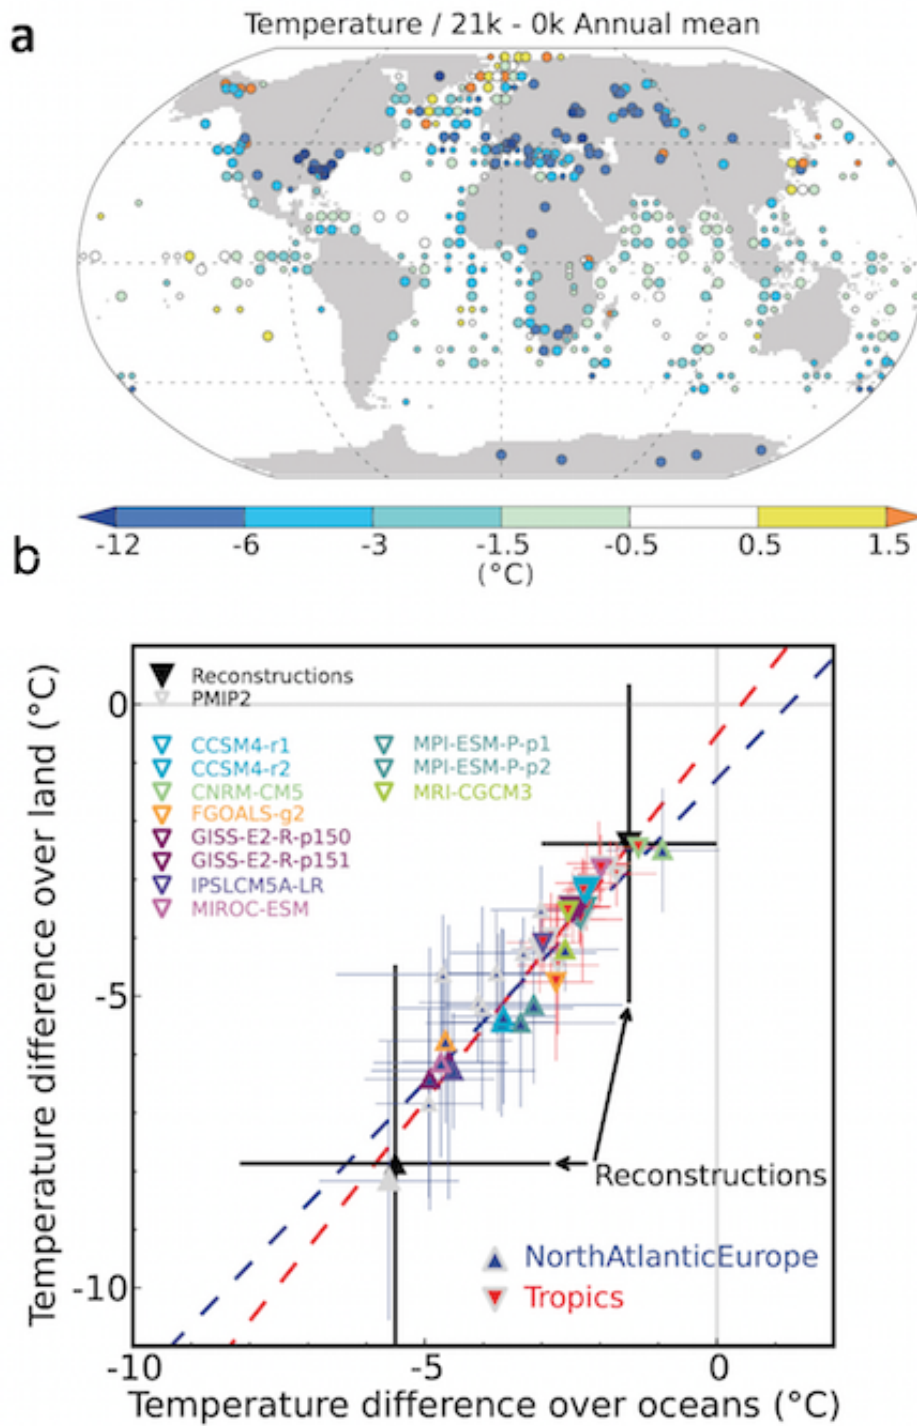 a
Temperature / 21k - 0k Annual mean
-12 -6 -3 -1.5 -0.5 0.5 1.5
(°C)
b
Temperature difference over land (°C)
Reconstructions
PMIP2
CCSM4-r1
CCSM4-r2
CNRM-CM5
FGOALS-g2
GISS-E2-R-p150
GISS-E2-R-p151
IPSLCM5A-LR
MIROC-ESM
MPI-ESM-P-p1
MPI-ESM-P-p2
MRI-CGCM3
0
-5
-10
Reconstructions
NorthAtlanticEurope
Tropics
-10 -5 0
Temperature difference over oceans (°C)